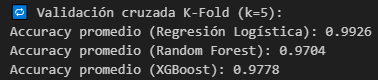 🔁 Validación cruzada K-Fold (k=5):
Accuracy promedio (Regresión Logística): 0.9926
Accuracy promedio (Random Forest): 0.9704
Accuracy promedio (XGBoost): 0.9778